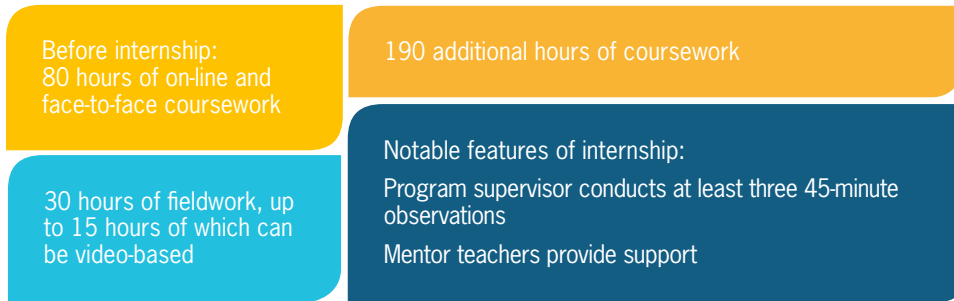 Before internship:
80 hours of on-line and
face-to-face coursework
190 additional hours of coursework
30 hours of fieldwork, up
to 15 hours of which can
be video-based
Notable features of internship:
Program supervisor conducts at least three 45-minute
observations
Mentor teachers provide support